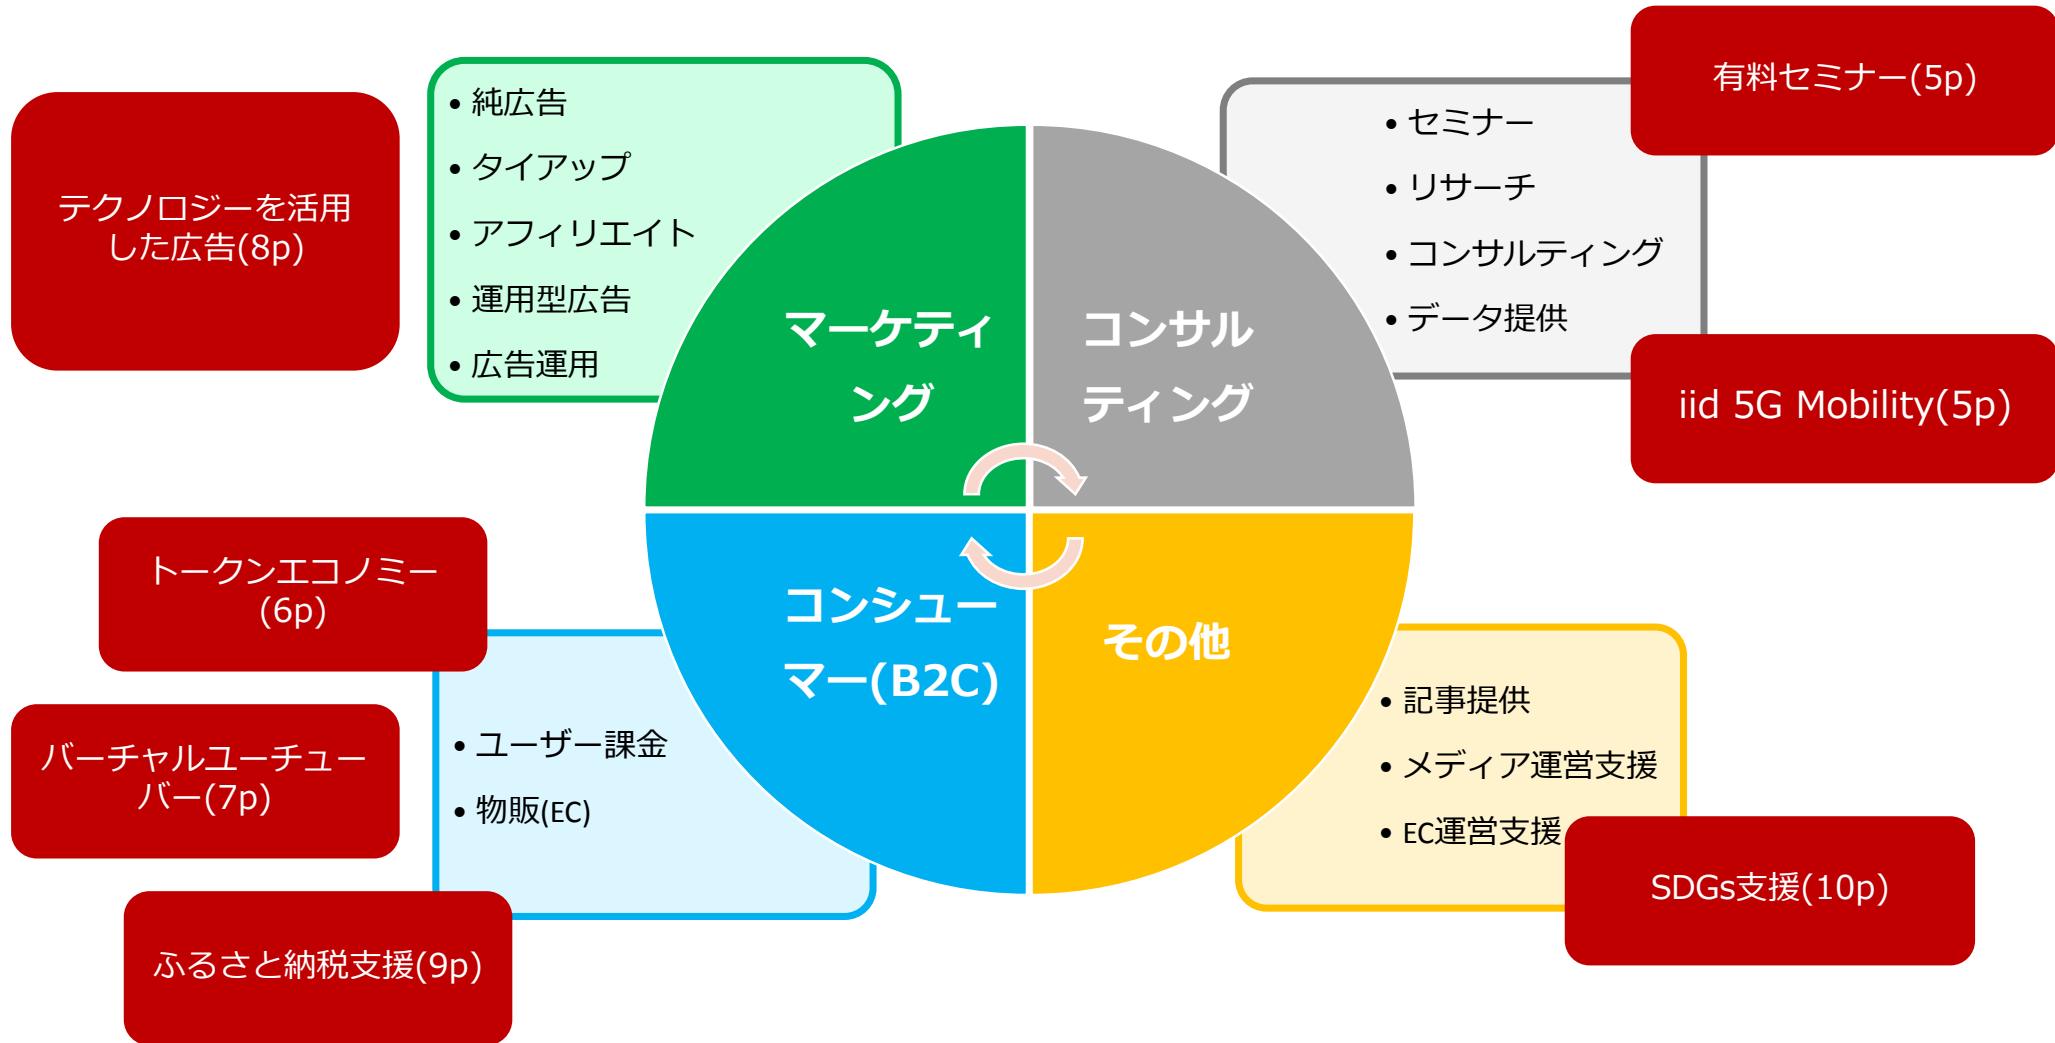 テクノロジーを活用
した広告(8p)
• 純広告
• タイアップ
• アフィリエイト
• 運用型広告
• 広告運用
マーケティ
ング
コンサル
ティング
• セミナー
• リサーチ
• コンサルティング
• データ提供
有料セミナー(5p)
iid 5G Mobility(5p)
トークンエコノミー
(6p)
バーチャルユーチュー
バー(7p)
ふるさと納税支援(9p)
• ユーザー課金
• 物販(EC)
コンシュー
マー(B2C)
その他
• 記事提供
• メディア運営支援
• EC運営支援
SDGs支援(10p)